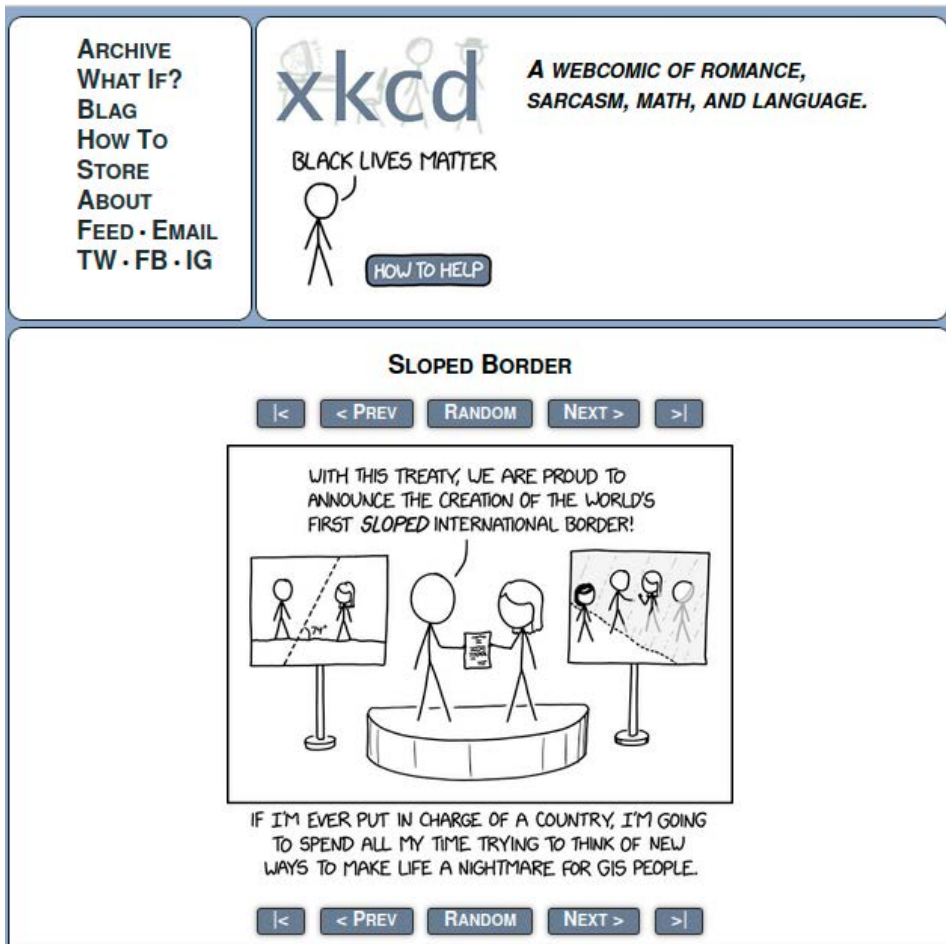 ARCHIVE
WHAT IF?
BLAG
HOW TO
STORE
ABOUT
FEED • EMAIL
TW • FB • IG
xkcd
A WEBCOMIC OF ROMANCE,
SARCASM, MATH, AND LANGUAGE.
BLACK LIVES MATTER
HOW TO HELP
SLOPED BORDER
|<
< PREV
RANDOM
NEXT >
>|
WITH THIS TREATY, WE ARE PROUD TO
ANNOUNCE THE CREATION OF THE WORLD'S
FIRST SLOPED INTERNATIONAL BORDER!
74°
IF I'M EVER PUT IN CHARGE OF A COUNTRY, I'M GOING
TO SPEND ALL MY TIME TRYING TO THINK OF NEW
WAYS TO MAKE LIFE A NIGHTMARE FOR GIS PEOPLE.
|<
< PREV
RANDOM
NEXT >
>|